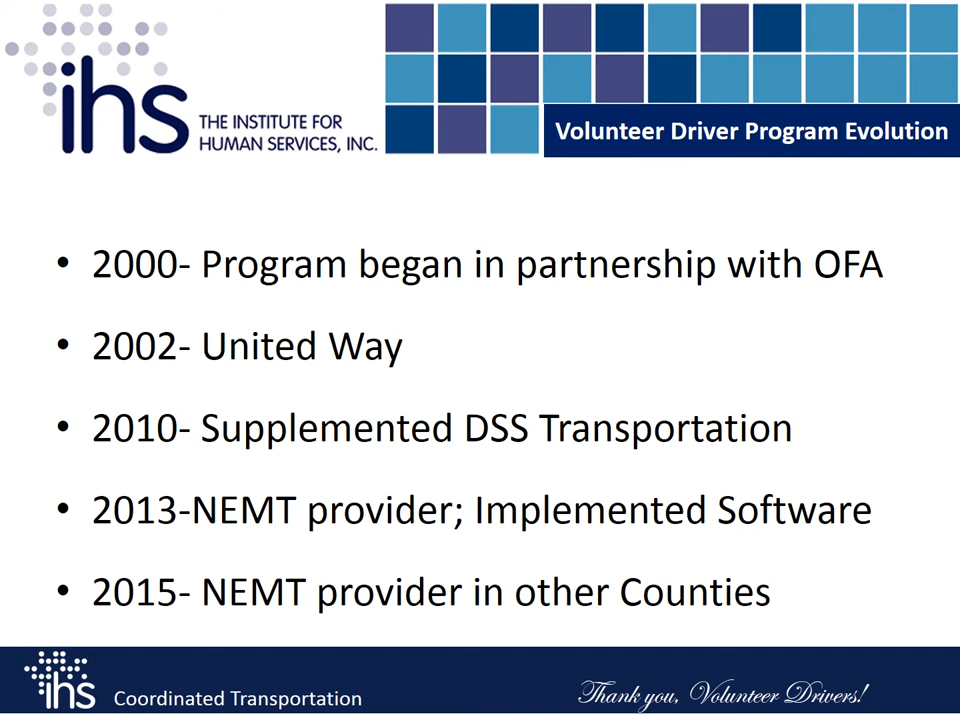 ihs THE INSTITUTE FOR
HUMAN SERVICES, INC.
Volunteer Driver Program Evolution
• 2000- Program began in partnership with OFA
• 2002- United Way
• 2010- Supplemented DSS Transportation
• 2013-NEMT provider; Implemented Software
• 2015- NEMT provider in other Counties
ihs Coordinated Transportation
Thank you, Volunteer Drivers!